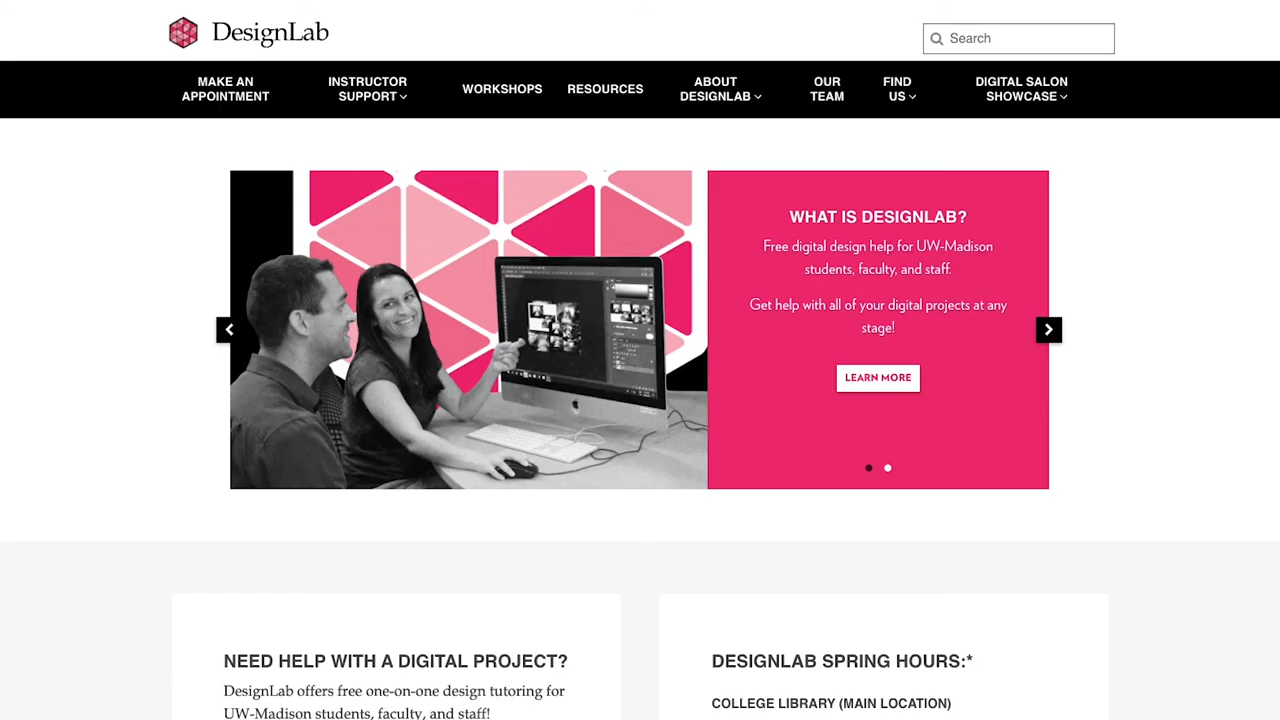 DesignLab
Search
MAKE AN
APPOINTMENT
INSTRUCTOR
SUPPORT
WORKSHOPS
RESOURCES
ABOUT
DESIGNLAB
OUR
TEAM
FIND
US
DIGITAL SALON
SHOWCASE
WHAT IS DESIGNLAB?
Free digital design help for UW-Madison
students, faculty, and staff.
Get help with all of your digital projects at any
stage!
LEARN MORE
NEED HELP WITH A DIGITAL PROJECT?
DesignLab offers free one-on-one design tutoring for
UW-Madison students, faculty, and staff!
DESIGNLAB SPRING HOURS:*
COLLEGE LIBRARY (MAIN LOCATION)